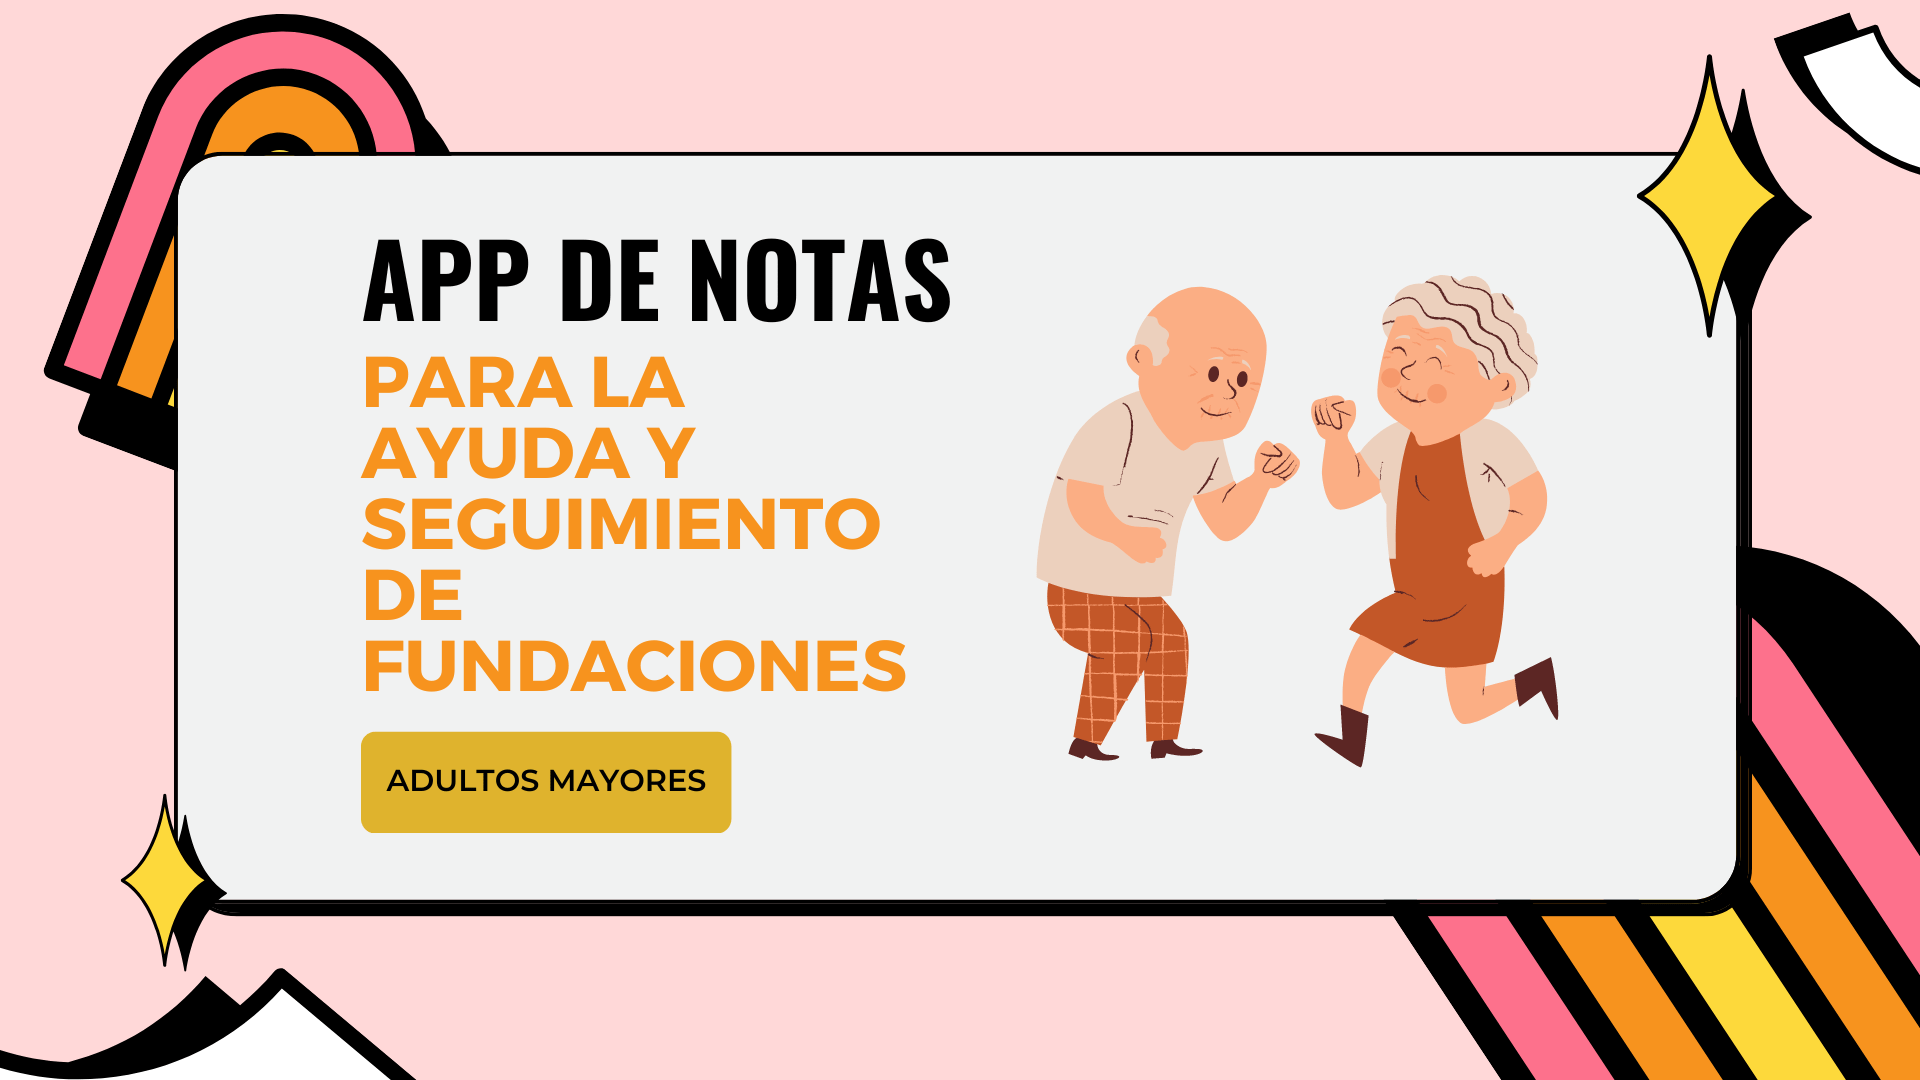 APP DE NOTAS
PARA LA
AYUDA Y
SEGUIMIENTO
DE
FUNDACIONES
ADULTOS MAYORES